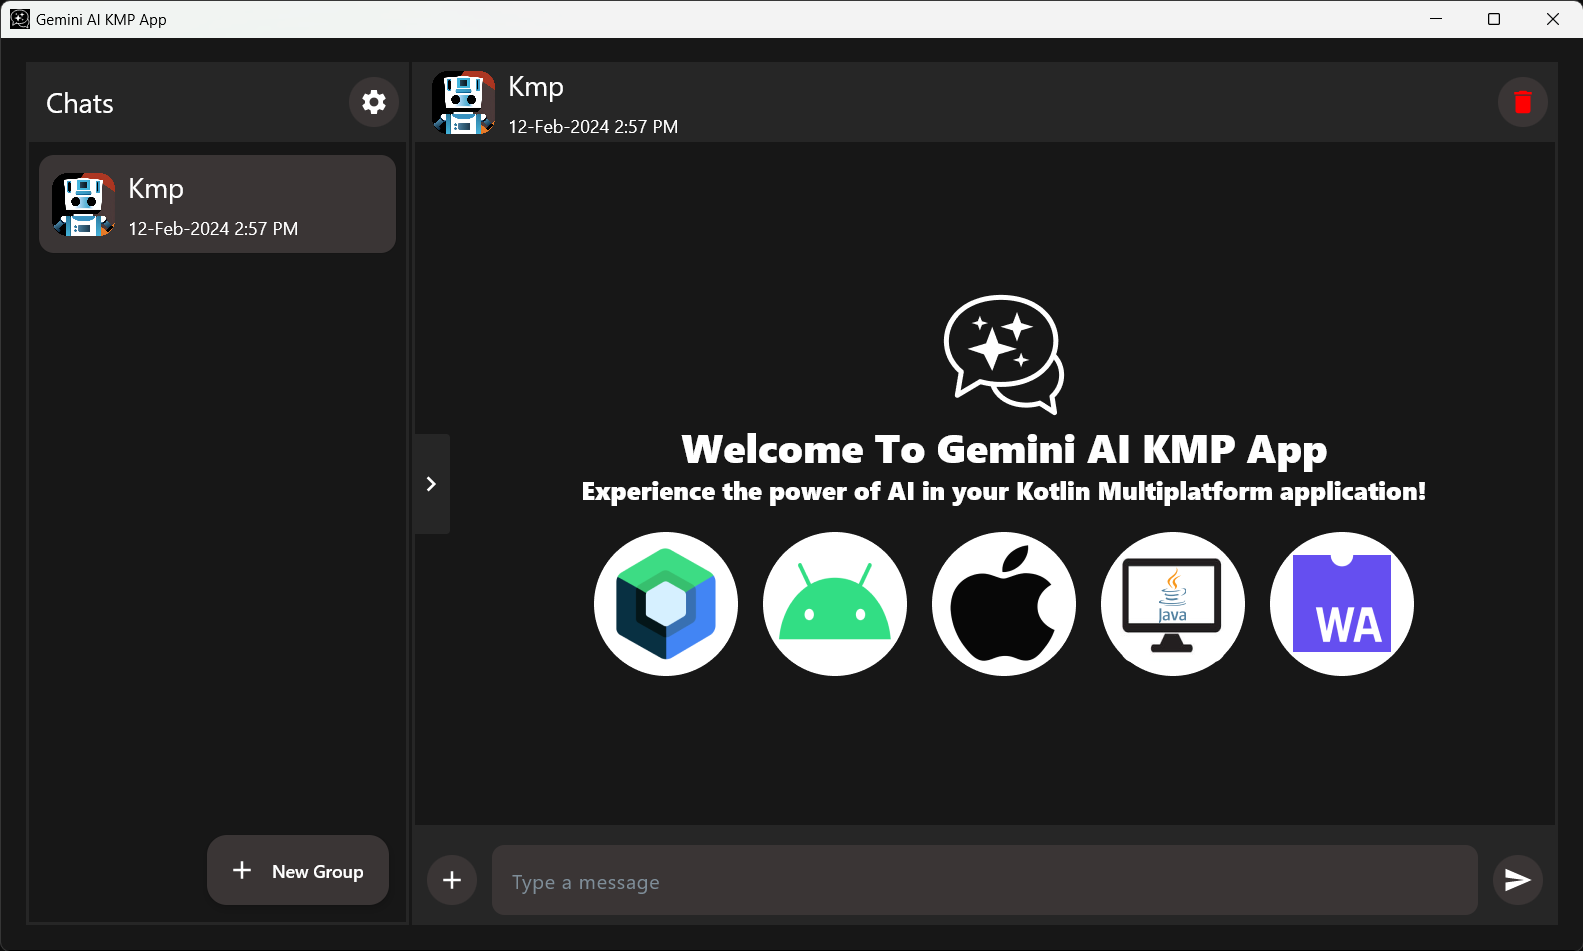 Gemini AI KMP App
Chats
Kmp
12-Feb-2024 2:57 PM
New Group
Kmp
12-Feb-2024 2:57 PM
Welcome To Gemini AI KMP App
Experience the power of AI in your Kotlin Multiplatform application!
Java
WA
Type a message